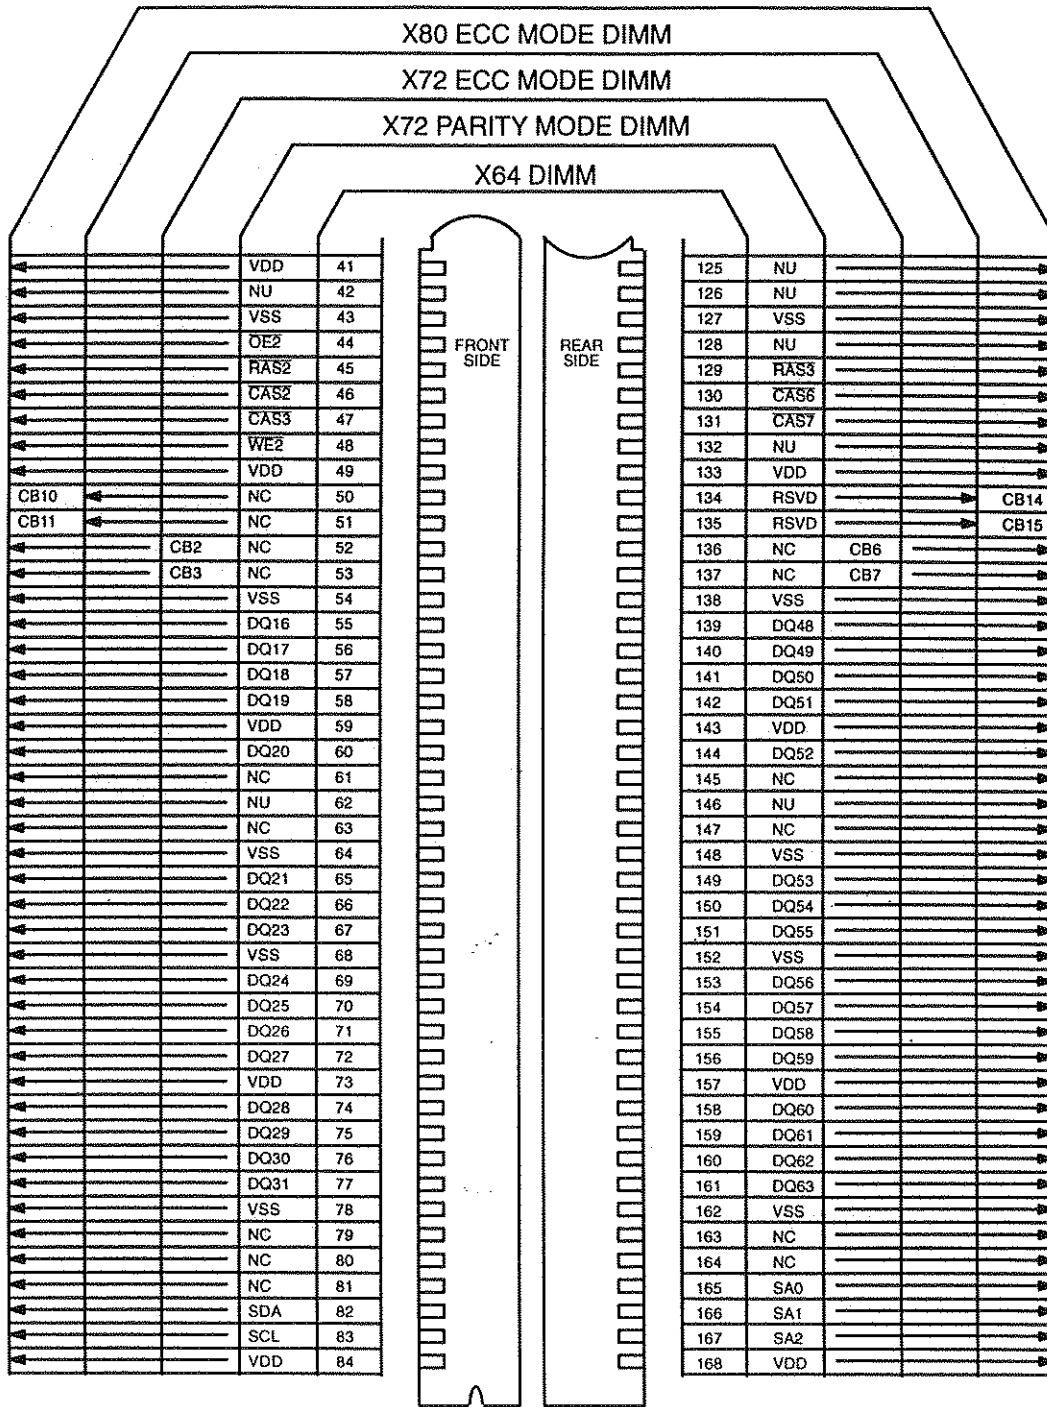 X80 ECC MODE DIMM
X72 ECC MODE DIMM
X72 PARITY MODE DIMM
X64 DIMM
FRONT SIDE
REAR SIDE
VDD 41 125 NU
NU 42 126 NU
VSS 43 127 VSS
O̅E̅2̅ 44 128 NU
R̅A̅S̅2̅ 45 129 R̅A̅S̅3̅
C̅A̅S̅2̅ 46 130 C̅A̅S̅6̅
C̅A̅S̅3̅ 47 131 C̅A̅S̅7̅
W̅E̅2̅ 48 132 NU
VDD 49 133 VDD
CB10 NC 50 134 RSVD CB14
CB11 NC 51 135 RSVD CB15
CB2 NC 52 136 NC CB6
CB3 NC 53 137 NC CB7
VSS 54 138 VSS
DQ16 55 139 DQ48
DQ17 56 140 DQ49
DQ18 57 141 DQ50
DQ19 58 142 DQ51
VDD 59 143 VDD
DQ20 60 144 DQ52
NC 61 145 NC
NU 62 146 NU
NC 63 147 NC
VSS 64 148 VSS
DQ21 65 149 DQ53
DQ22 66 150 DQ54
DQ23 67 151 DQ55
VSS 68 152 VSS
DQ24 69 153 DQ56
DQ25 70 154 DQ57
DQ26 71 155 DQ58
DQ27 72 156 DQ59
VDD 73 157 VDD
DQ28 74 158 DQ60
DQ29 75 159 DQ61
DQ30 76 160 DQ62
DQ31 77 161 DQ63
VSS 78 162 VSS
NC 79 163 NC
NC 80 164 NC
NC 81 165 SA0
SDA 82 166 SA1
SCL 83 167 SA2
VDD 84 168 VDD